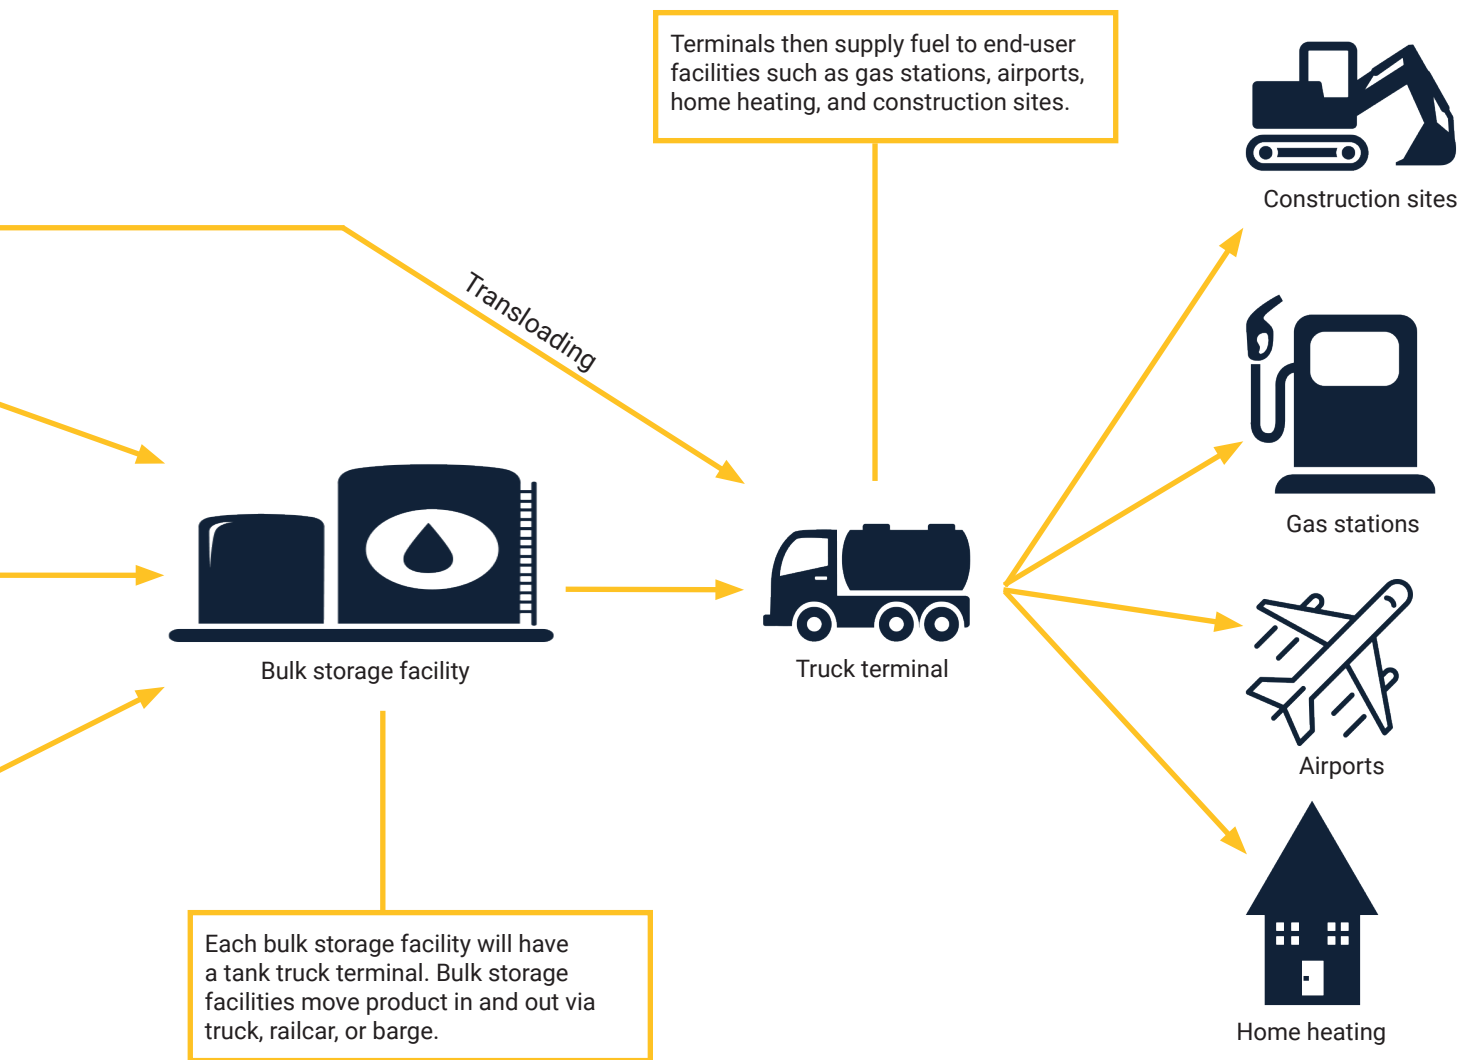 Terminals then supply fuel to end-user
facilities such as gas stations, airports,
home heating, and construction sites.
Construction sites
Transloading
Gas stations
Bulk storage facility
Truck terminal
Airports
Each bulk storage facility will have
a tank truck terminal. Bulk storage
facilities move product in and out via
truck, railcar, or barge.
Home heating